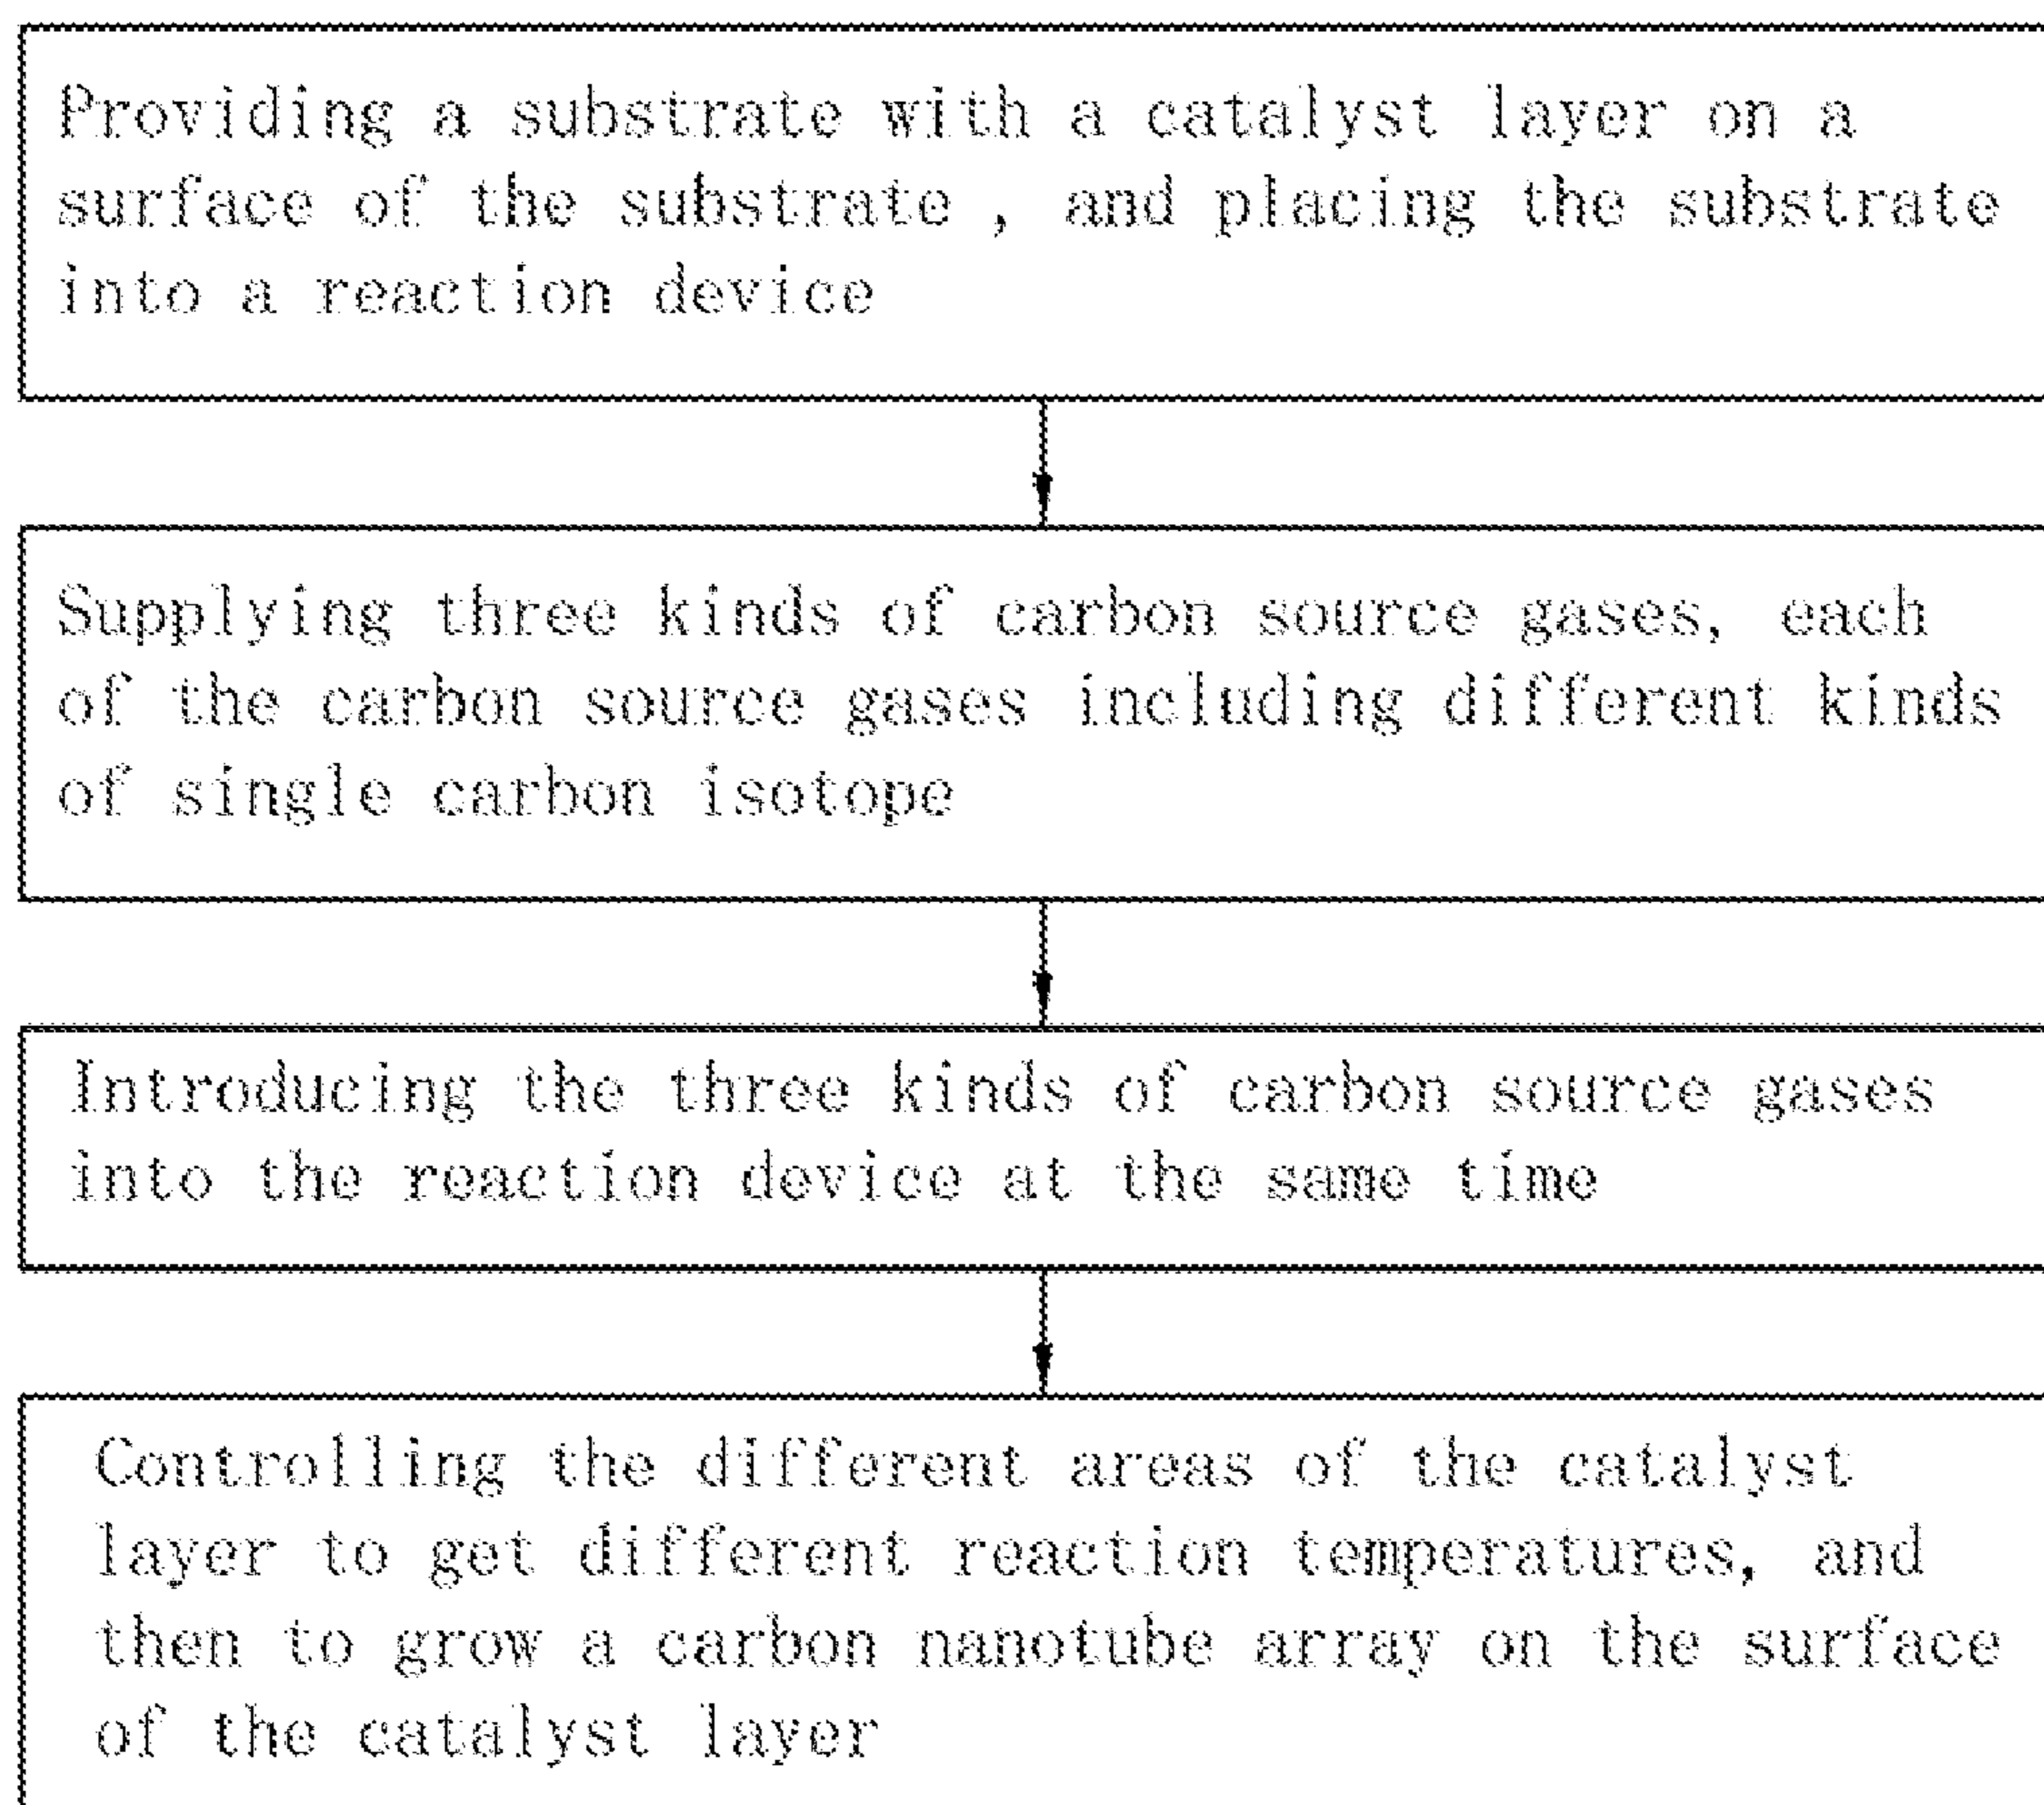 Providing a substrate with a catalyst layer on a
surface of the substrate , and placing the substrate
into a reaction device
Supplying three kinds of carbon source gases, each
of the carbon source gases including different kinds
of single carbon isotope
Introducing the three kinds of carbon source gases
into the reaction device at the same time
Controlling the different areas of the catalyst
layer to get different reaction temperatures, and
then to grow a carbon nanotube array on the surface
of the catalyst layer